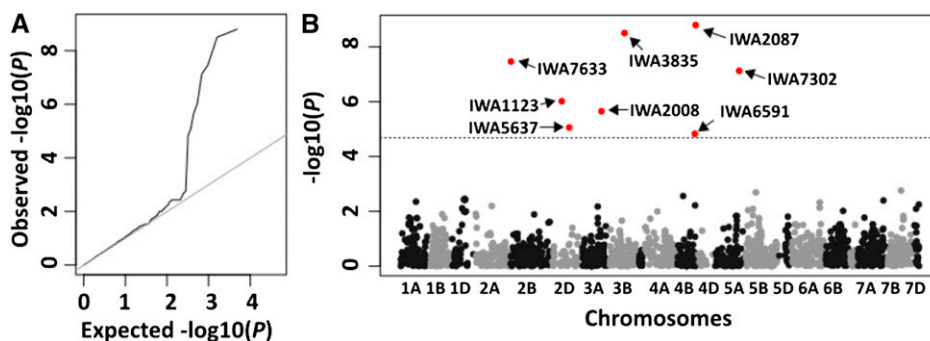 A
Observed -log10(P)
8
6
4
2
0
0 1 2 3 4
Expected -log10(P)
B
-log10(P)
8
6
4
2
0
IWA2087
IWA3835
IWA7633
IWA7302
IWA1123
IWA2008
IWA6591
IWA5637
1A 1B 1D 2A 2B 2D 3A 3B 4A 4B 4D 5A 5B 5D 6A 6B 7A 7B 7D
Chromosomes